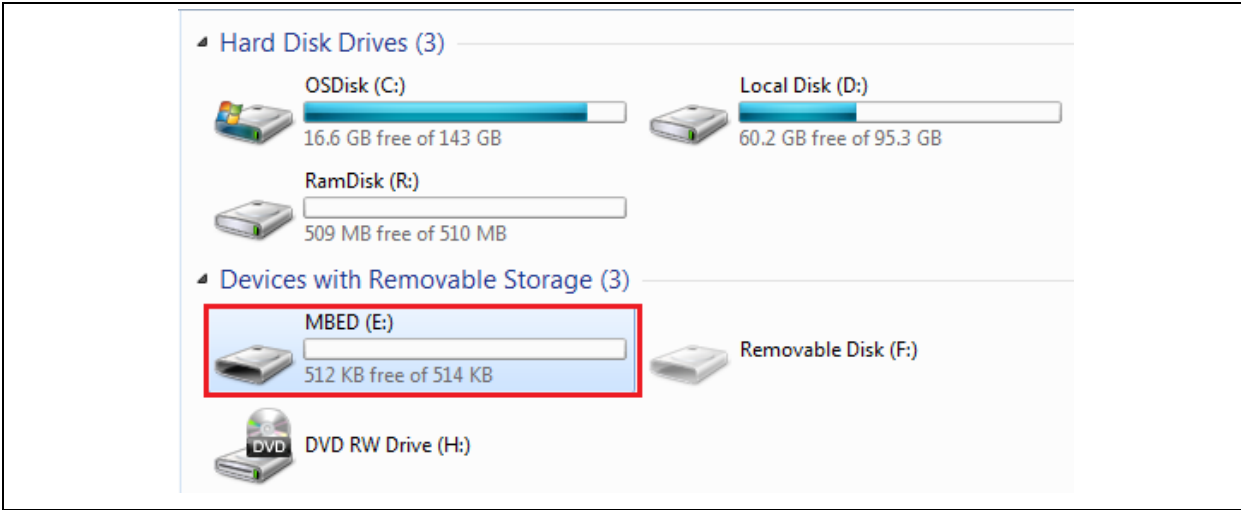 Hard Disk Drives (3)
OSDisk (C:)
16.6 GB free of 143 GB
Local Disk (D:)
60.2 GB free of 95.3 GB
RamDisk (R:)
509 MB free of 510 MB
Devices with Removable Storage (3)
MBED (E:)
512 KB free of 514 KB
Removable Disk (F:)
DVD
DVD RW Drive (H:)